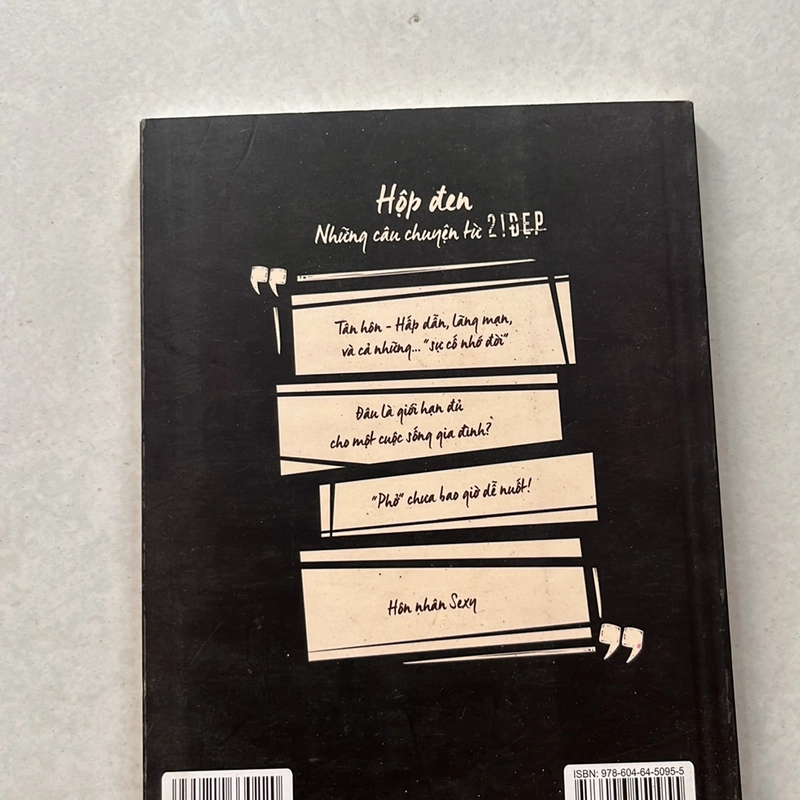 Hộp đen
Những câu chuyện từ 2!ĐẸP
Tân hôn - Hấp dẫn, lãng mạn,
và cả những... "sự cố nhớ đời"
Đâu là giới hạn đủ
cho một cuộc sống gia đình?
"Phở" chưa bao giờ dễ nuốt!
Hôn nhân Sexy
ISBN: 978-604-64-5095-5